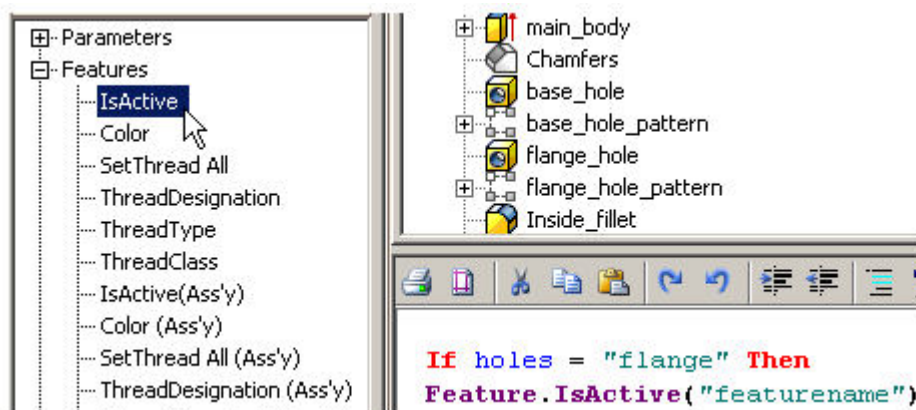 Parameters
Features
IsActive
Color
SetThread All
ThreadDesignation
ThreadType
ThreadClass
IsActive(Ass'y)
Color (Ass'y)
SetThread All (Ass'y)
ThreadDesignation (Ass'y)
main_body
Chamfers
base_hole
base_hole_pattern
flange_hole
flange_hole_pattern
Inside_fillet
If holes = "flange" Then
Feature.IsActive("featurename")